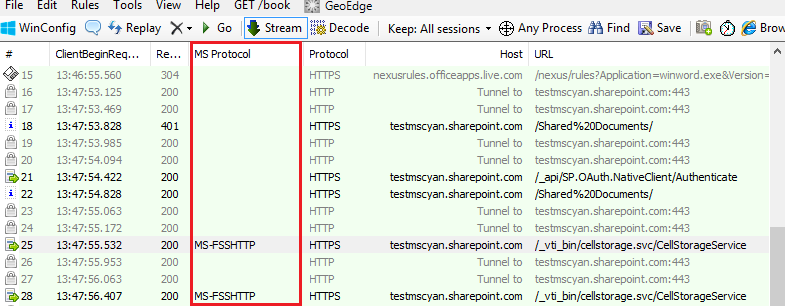 File Edit Rules Tools View Help GET /book GeoEdge
WinConfig Replay Go Stream Decode Keep: All sessions Any Process Find Save
# ClientBeginReq... Re... MS Protocol Protocol Host URL
15 13:46:55.560 304 HTTPS nexusrules.officeapps.live.com /nexus/rules?Application=winword.exe&Version=
16 13:47:53.125 200 HTTP Tunnel to testmscyan.sharepoint.com:443
17 13:47:53.469 200 HTTP Tunnel to testmscyan.sharepoint.com:443
18 13:47:53.828 401 HTTPS testmscyan.sharepoint.com /Shared%20Documents/
19 13:47:53.985 200 HTTP Tunnel to testmscyan.sharepoint.com:443
20 13:47:54.094 200 HTTP Tunnel to testmscyan.sharepoint.com:443
21 13:47:54.422 200 HTTPS testmscyan.sharepoint.com /_api/SP.OAuth.NativeClient/Authenticate
22 13:47:54.828 200 HTTPS testmscyan.sharepoint.com /Shared%20Documents/
23 13:47:55.063 200 HTTP Tunnel to testmscyan.sharepoint.com:443
24 13:47:55.172 200 HTTP Tunnel to testmscyan.sharepoint.com:443
25 13:47:55.532 200 MS-FSSHTTP HTTPS testmscyan.sharepoint.com /_vti_bin/cellstorage.svc/CellStorageService
26 13:47:55.953 200 HTTP Tunnel to testmscyan.sharepoint.com:443
27 13:47:56.063 200 HTTP Tunnel to testmscyan.sharepoint.com:443
28 13:47:56.407 200 MS-FSSHTTP HTTPS testmscyan.sharepoint.com /_vti_bin/cellstorage.svc/CellStorageService